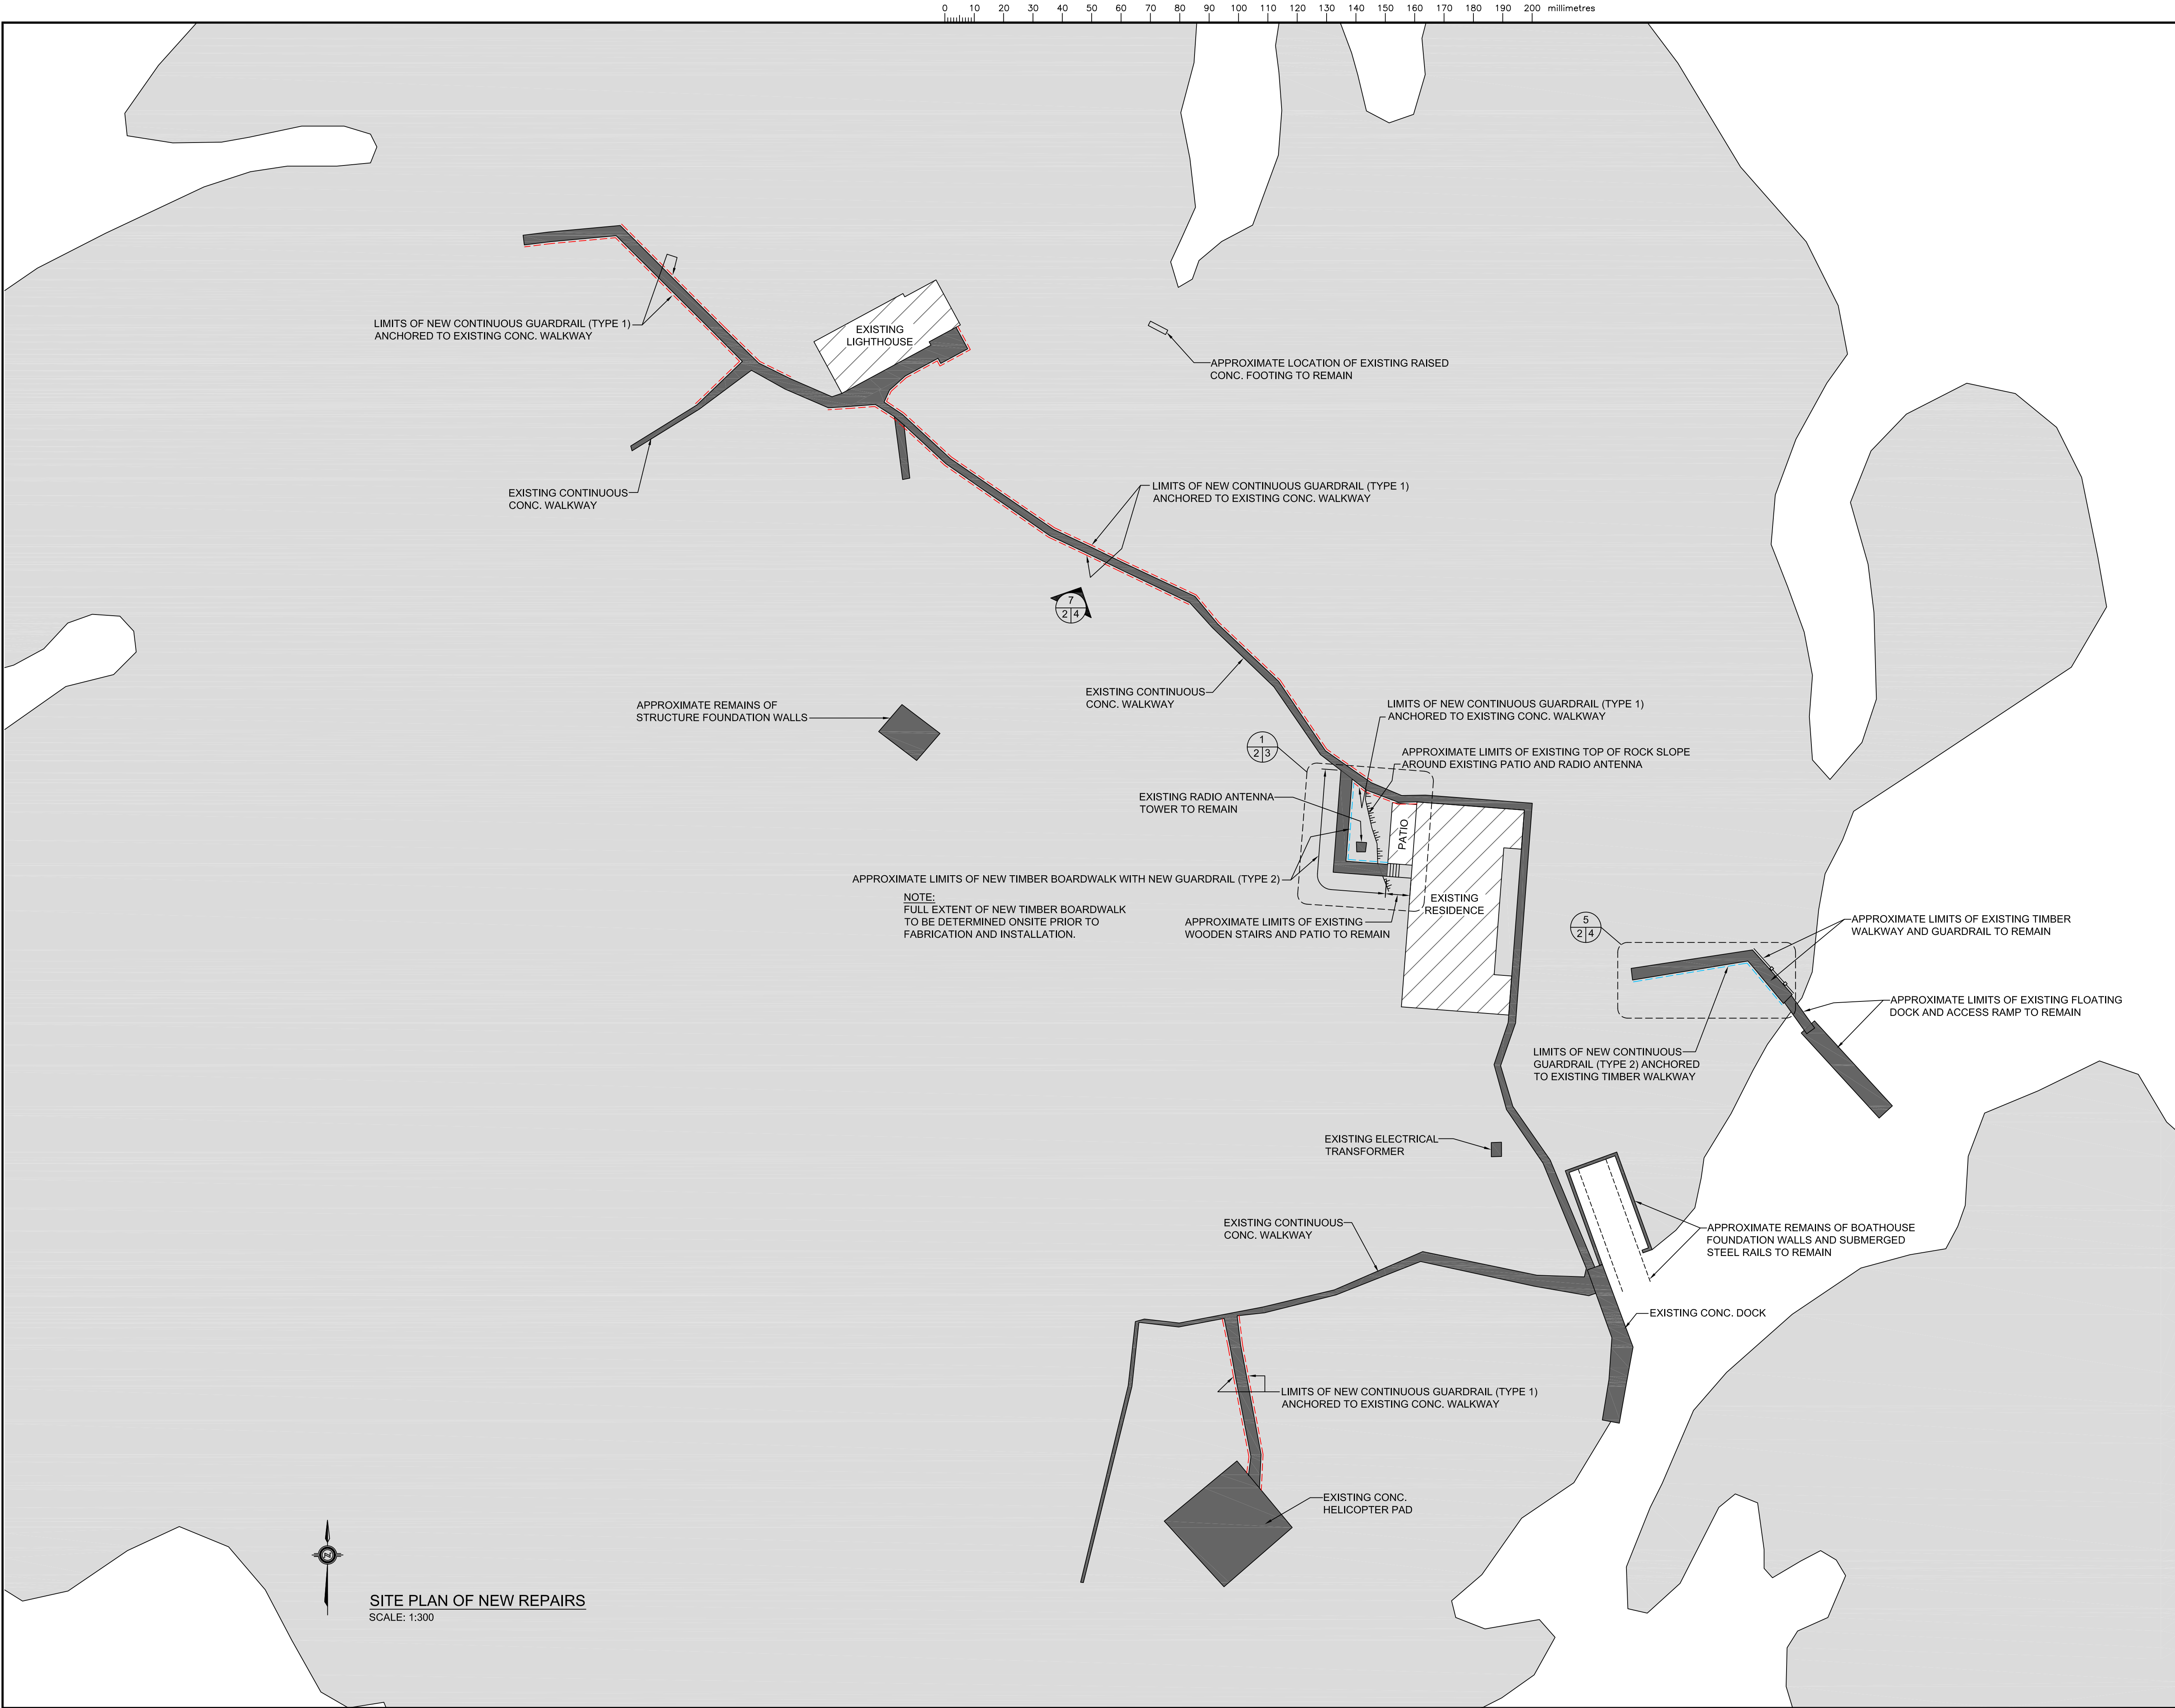 0 10 20 30 40 50 60 70 80 90 100 110 120 130 140 150 160 170 180 190 200 millimetres
LIMITS OF NEW CONTINUOUS GUARDRAIL (TYPE 1)
ANCHORED TO EXISTING CONC. WALKWAY
EXISTING
LIGHTHOUSE
APPROXIMATE LOCATION OF EXISTING RAISED
CONC. FOOTING TO REMAIN
EXISTING CONTINUOUS
CONC. WALKWAY
LIMITS OF NEW CONTINUOUS GUARDRAIL (TYPE 1)
ANCHORED TO EXISTING CONC. WALKWAY
7
2 4
EXISTING CONTINUOUS
CONC. WALKWAY
APPROXIMATE REMAINS OF
STRUCTURE FOUNDATION WALLS
LIMITS OF NEW CONTINUOUS GUARDRAIL (TYPE 1)
ANCHORED TO EXISTING CONC. WALKWAY
1
2 3
APPROXIMATE LIMITS OF EXISTING TOP OF ROCK SLOPE
AROUND EXISTING PATIO AND RADIO ANTENNA
EXISTING RADIO ANTENNA
TOWER TO REMAIN
PATIO
APPROXIMATE LIMITS OF NEW TIMBER BOARDWALK WITH NEW GUARDRAIL (TYPE 2)
NOTE:
FULL EXTENT OF NEW TIMBER BOARDWALK
TO BE DETERMINED ONSITE PRIOR TO
FABRICATION AND INSTALLATION.
APPROXIMATE LIMITS OF EXISTING
WOODEN STAIRS AND PATIO TO REMAIN
EXISTING
RESIDENCE
5
2 4
APPROXIMATE LIMITS OF EXISTING TIMBER
WALKWAY AND GUARDRAIL TO REMAIN
APPROXIMATE LIMITS OF EXISTING FLOATING
DOCK AND ACCESS RAMP TO REMAIN
LIMITS OF NEW CONTINUOUS
GUARDRAIL (TYPE 2) ANCHORED
TO EXISTING TIMBER WALKWAY
EXISTING ELECTRICAL
TRANSFORMER
EXISTING CONTINUOUS
CONC. WALKWAY
APPROXIMATE REMAINS OF BOATHOUSE
FOUNDATION WALLS AND SUBMERGED
STEEL RAILS TO REMAIN
EXISTING CONC. DOCK
LIMITS OF NEW CONTINUOUS GUARDRAIL (TYPE 1)
ANCHORED TO EXISTING CONC. WALKWAY
EXISTING CONC.
HELICOPTER PAD
N
SITE PLAN OF NEW REPAIRS
SCALE: 1:300